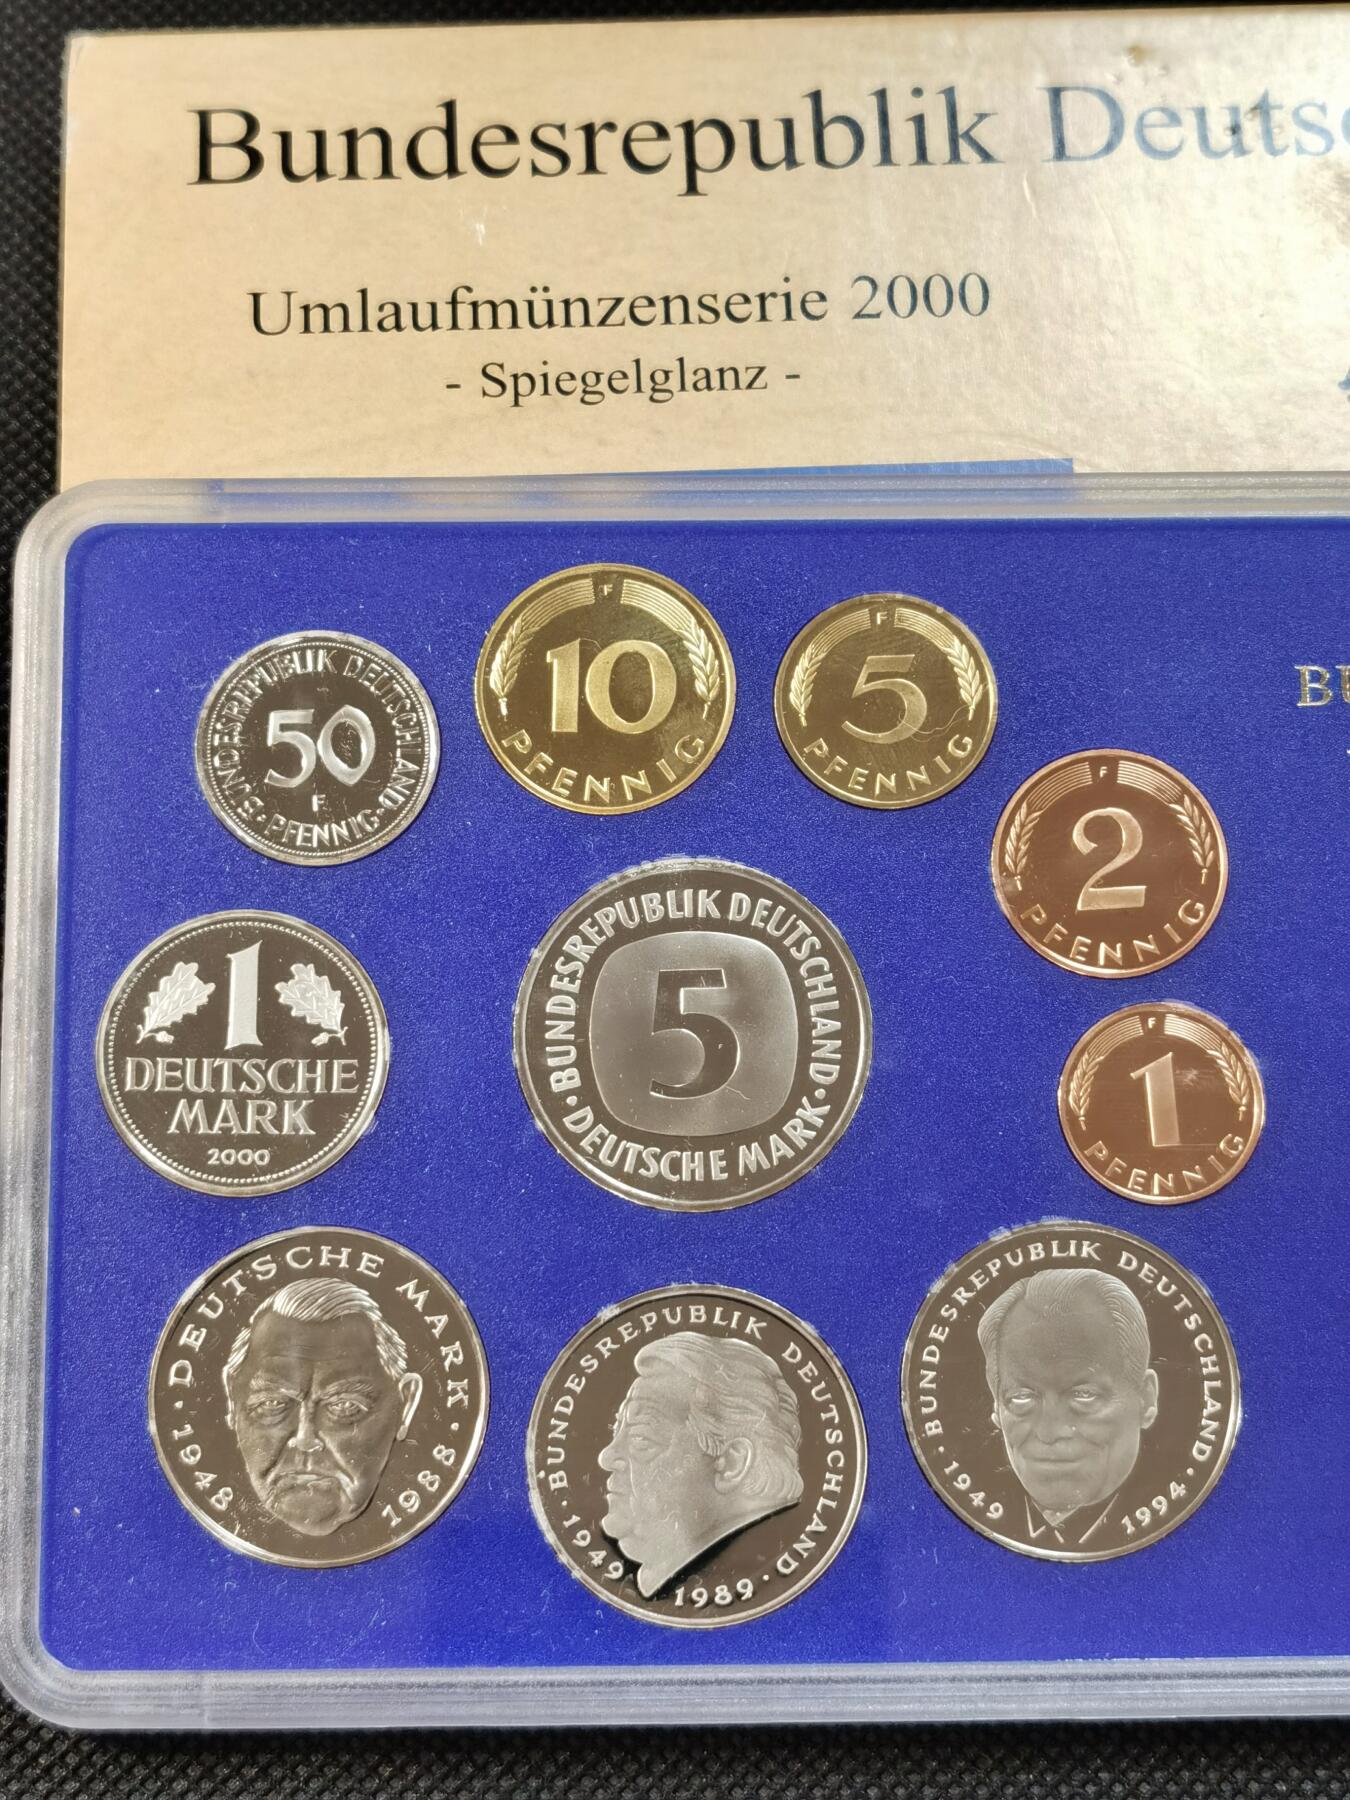 Bundesrepublik Deuts
Umlaufmünzenserie 2000
- Spiegelglanz -
BUNDESREPUBLIK DEUTSCHLAND
50
F
· PFENNIG ·
F
10
PFENNIG
F
5
PFENNIG
F
2
PFENNIG
1
DEUTSCHE
MARK
2000
BUNDESREPUBLIK DEUTSCHLAND
5
· DEUTSCHE MARK ·
F
1
PFENNIG
· DEUTSCHE MARK ·
1948 1988
BUNDESREPUBLIK DEUTSCHLAND
· 1949 1989 ·
BUNDESREPUBLIK DEUTSCHLAND
· 1949 1994 ·